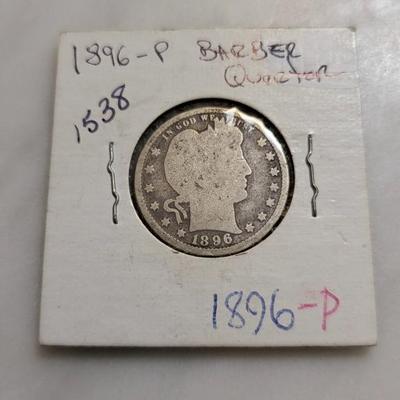 1896-P BARBER
QUARTER
1538
IN GOD WE TRUST
1896
1896-P